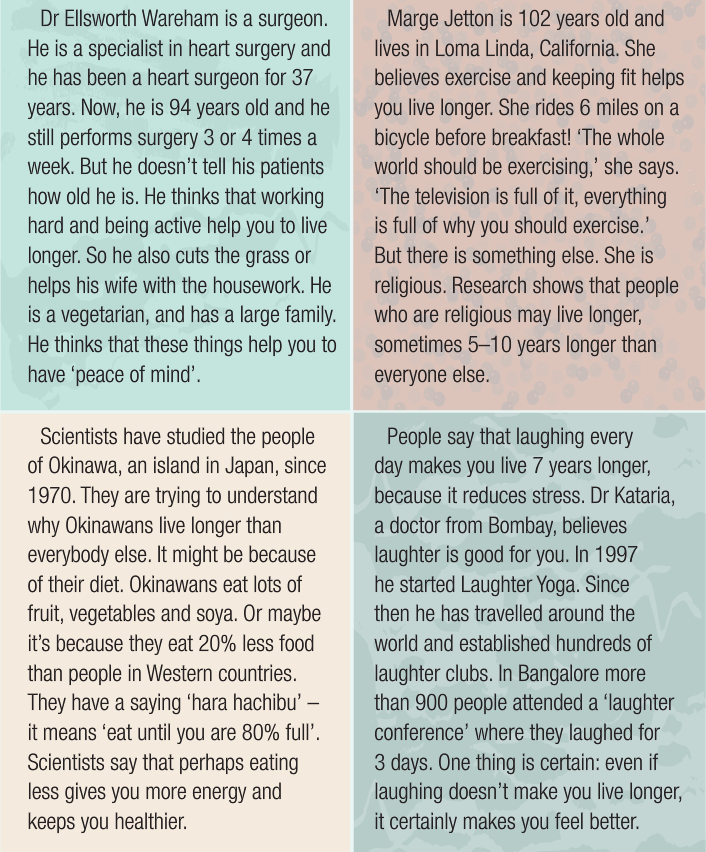 Dr Ellsworth Wareham is a surgeon.
He is a specialist in heart surgery and
he has been a heart surgeon for 37
years. Now, he is 94 years old and he
still performs surgery 3 or 4 times a
week. But he doesn’t tell his patients
how old he is. He thinks that working
hard and being active help you to live
longer. So he also cuts the grass or
helps his wife with the housework. He
is a vegetarian, and has a large family.
He thinks that these things help you to
have ‘peace of mind’.
Marge Jetton is 102 years old and
lives in Loma Linda, California. She
believes exercise and keeping fit helps
you live longer. She rides 6 miles on a
bicycle before breakfast! ‘The whole
world should be exercising,’ she says.
‘The television is full of it, everything
is full of why you should exercise.’
But there is something else. She is
religious. Research shows that people
who are religious may live longer,
sometimes 5–10 years longer than
everyone else.
Scientists have studied the people
of Okinawa, an island in Japan, since
1970. They are trying to understand
why Okinawans live longer than
everybody else. It might be because
of their diet. Okinawans eat lots of
fruit, vegetables and soya. Or maybe
it’s because they eat 20% less food
than people in Western countries.
They have a saying ‘hara hachibu’ –
it means ‘eat until you are 80% full’.
Scientists say that perhaps eating
less gives you more energy and
keeps you healthier.
People say that laughing every
day makes you live 7 years longer,
because it reduces stress. Dr Kataria,
a doctor from Bombay, believes
laughter is good for you. In 1997
he started Laughter Yoga. Since
then he has travelled around the
world and established hundreds of
laughter clubs. In Bangalore more
than 900 people attended a ‘laughter
conference’ where they laughed for
3 days. One thing is certain: even if
laughing doesn’t make you live longer,
it certainly makes you feel better.